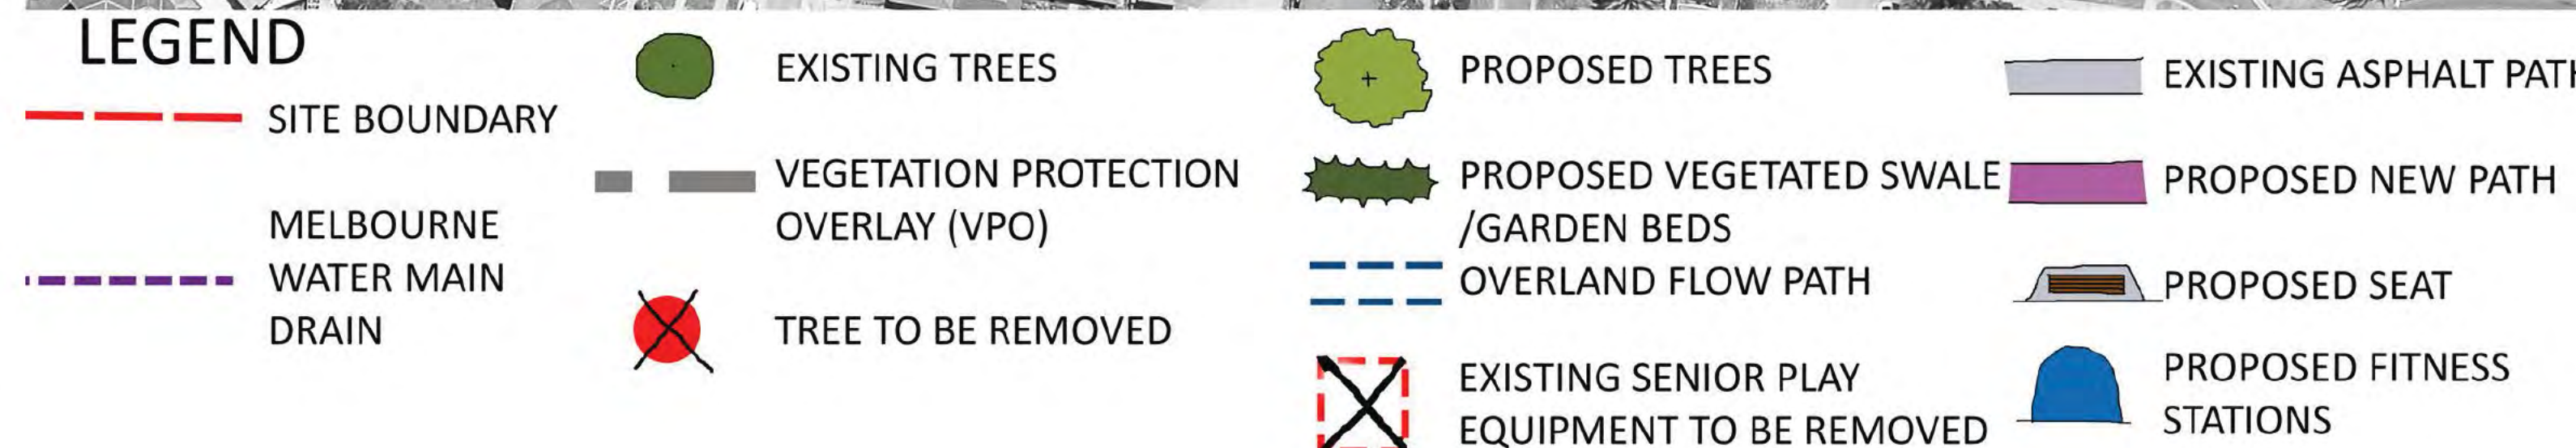 LEGEND
SITE BOUNDARY
MELBOURNE
WATER MAIN
DRAIN
EXISTING TREES
VEGETATION PROTECTION
OVERLAY (VPO)
TREE TO BE REMOVED
PROPOSED TREES
PROPOSED VEGETATED SWALE
/GARDEN BEDS
OVERLAND FLOW PATH
EXISTING SENIOR PLAY
EQUIPMENT TO BE REMOVED
EXISTING ASPHALT PATH
PROPOSED NEW PATH
PROPOSED SEAT
PROPOSED FITNESS
STATIONS